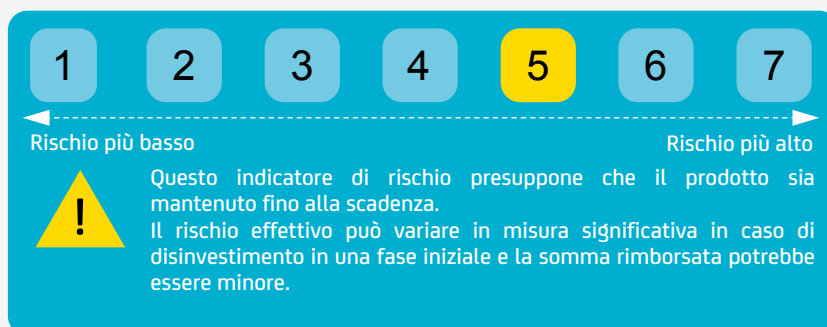 1 2 3 4 5 6 7
Rischio più basso Rischio più alto
!
Questo indicatore di rischio presuppone che il prodotto sia
mantenuto fino alla scadenza.
Il rischio effettivo può variare in misura significativa in caso di
disinvestimento in una fase iniziale e la somma rimborsata potrebbe
essere minore.